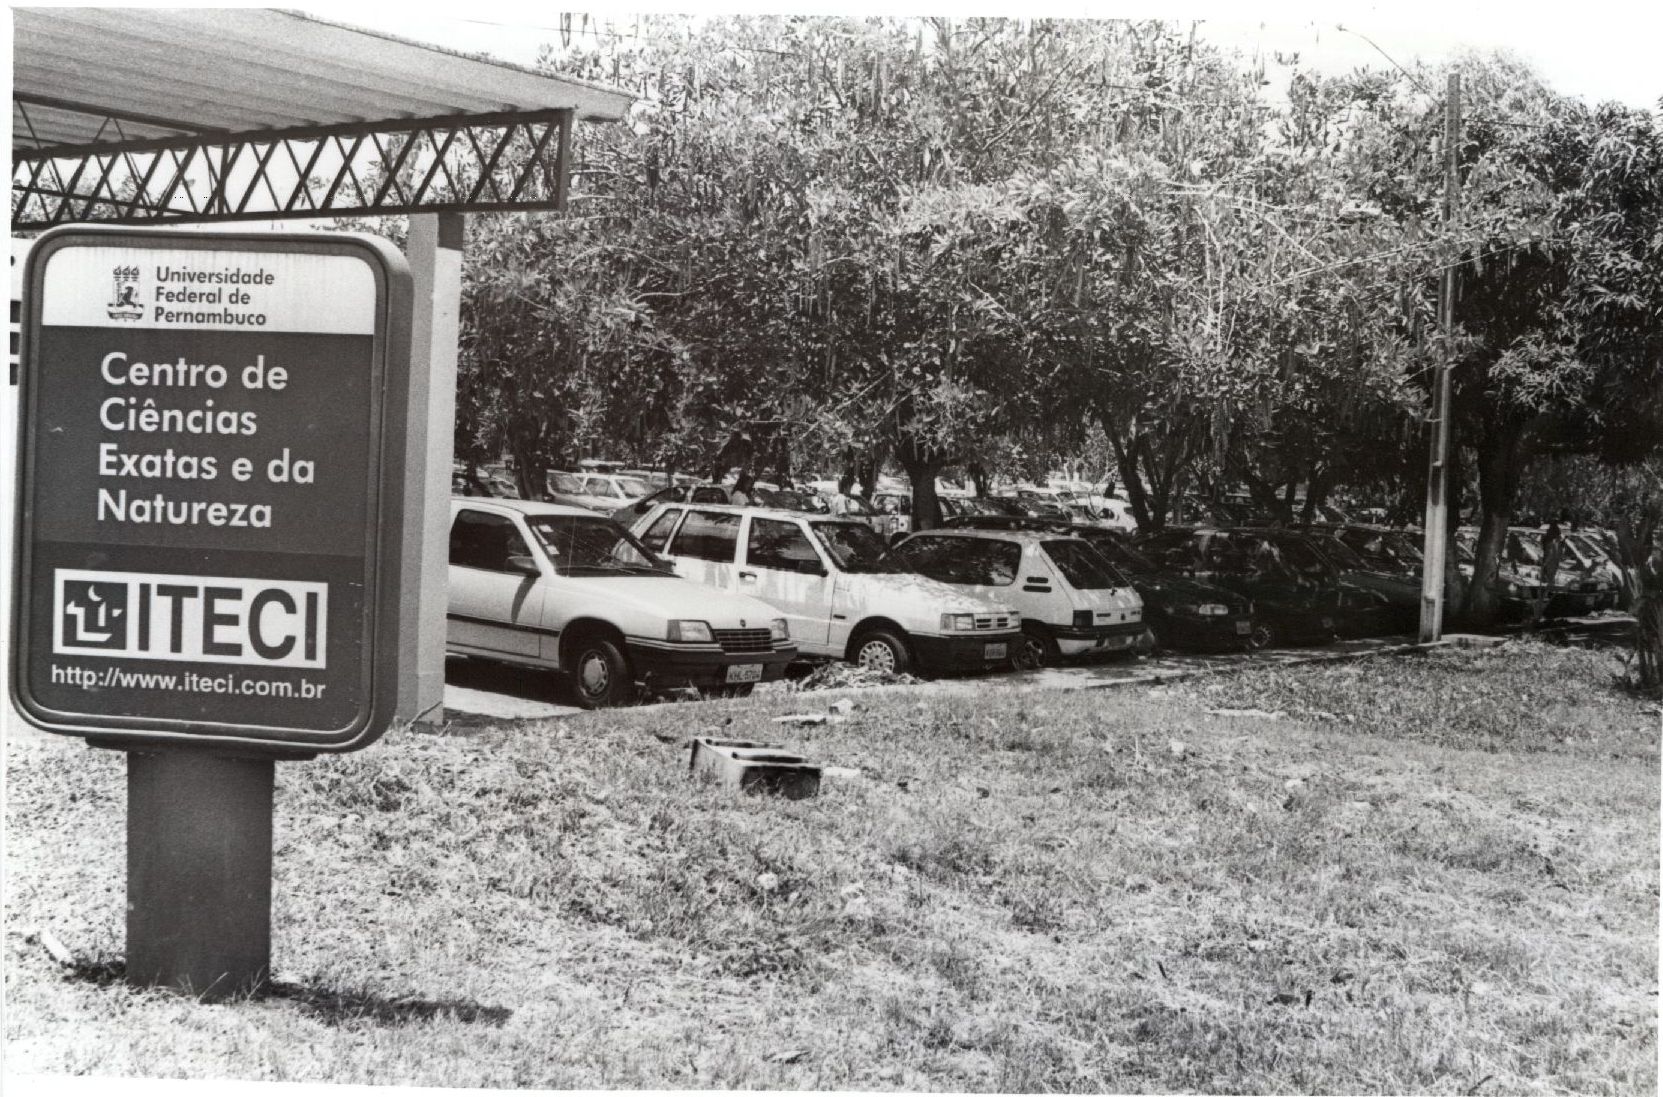 Universidade
Federal de
Pernambuco
Centro de
Ciências
Exatas e da
Natureza
ITECI
http://www.iteci.com.br